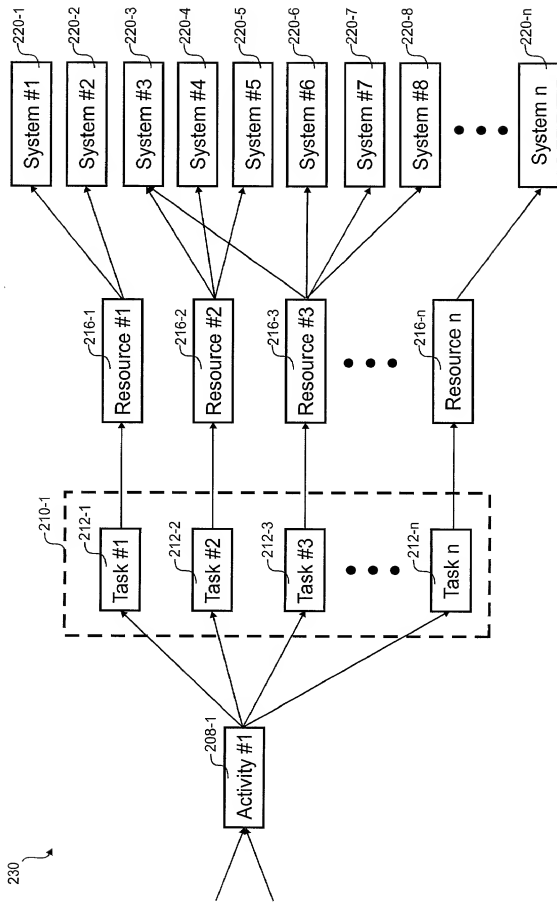 230
208-1
Activity #1
210-1
212-1
Task #1
212-2
Task #2
212-3
Task #3
212-n
Task n
216-1
Resource #1
216-2
Resource #2
216-3
Resource #3
216-n
Resource n
220-1
System #1
220-2
System #2
220-3
System #3
220-4
System #4
220-5
System #5
220-6
System #6
220-7
System #7
220-8
System #8
220-n
System n